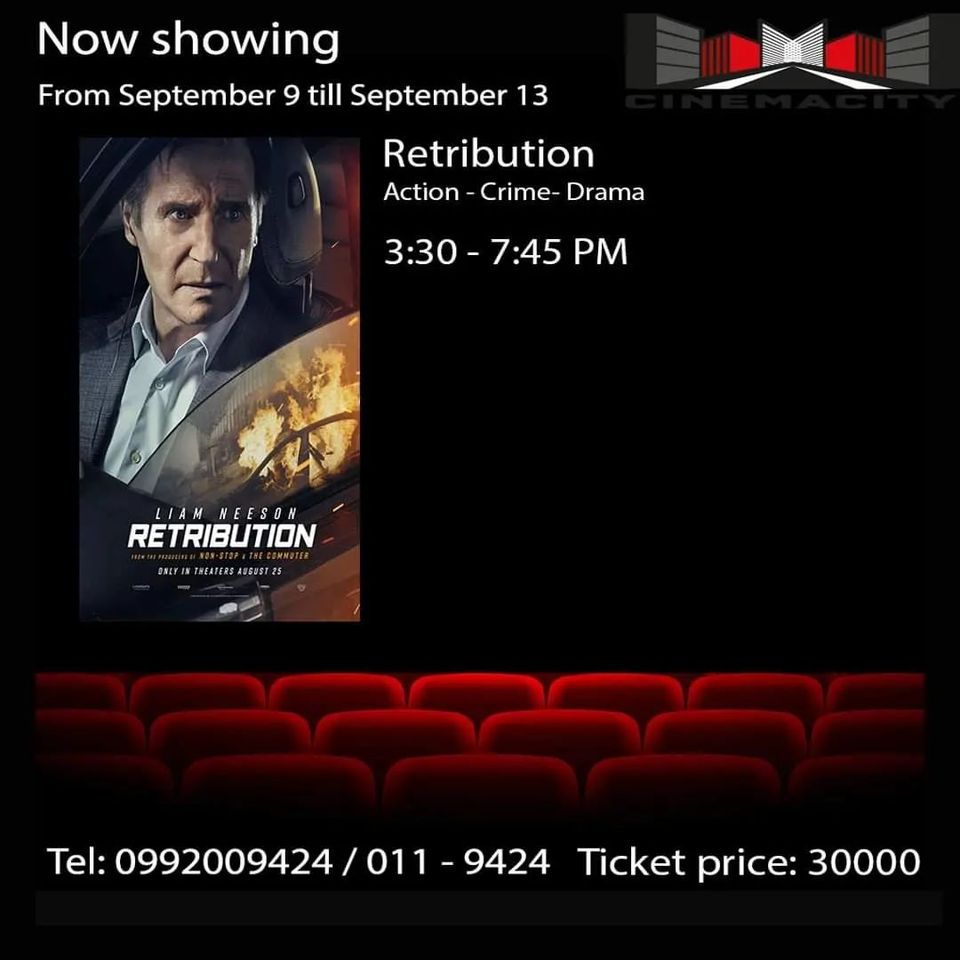 Now showing
CINEMACITY
From September 9 till September 13
Retribution
Action - Crime- Drama
3:30 - 7:45 PM
LIAM NEESON
RETRIBUTION
FROM THE PRODUCERS OF NON-STOP & THE COMMUTER
ONLY IN THEATERS AUGUST 25
Tel: 0992009424 / 011 - 9424 Ticket price: 30000